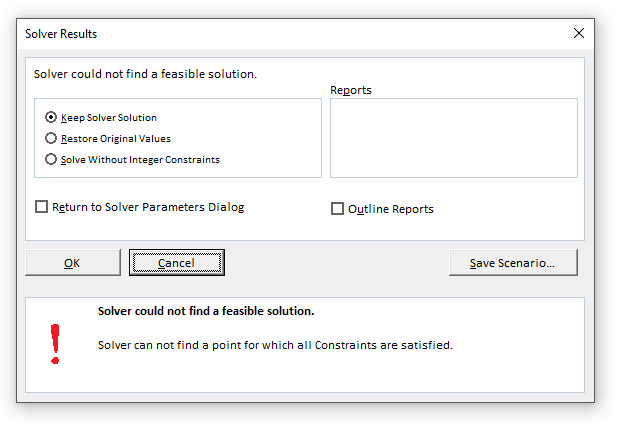 Solver Results
Solver could not find a feasible solution.
Reports
Keep Solver Solution
Restore Original Values
Solve Without Integer Constraints
Return to Solver Parameters Dialog
Outline Reports
OK
Cancel
Save Scenario...
Solver could not find a feasible solution.
Solver can not find a point for which all Constraints are satisfied.